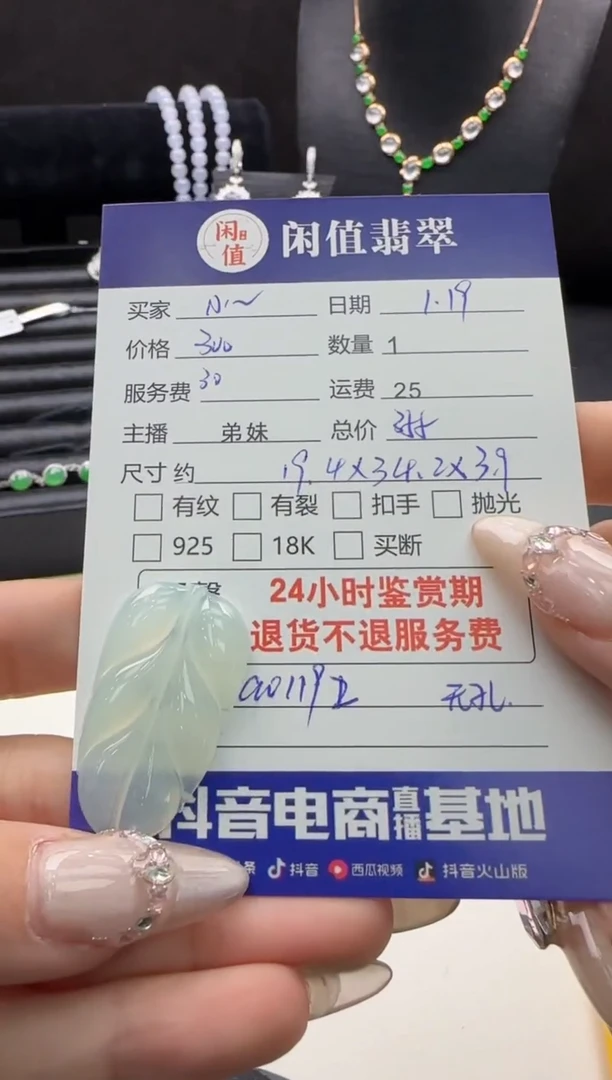 闲值 闲值翡翠
买家 日期 1.19
价格 300 数量 1
服务费 30 运费 25
主播 弟妹 总价 355
尺寸 约 19.4X34.2X3.9
有纹 有裂 扣手 抛光
925 18K 买断
24小时鉴赏期
退货不退服务费
无孔.
抖音电商直播基地
抖音 西瓜视频 抖音火山版